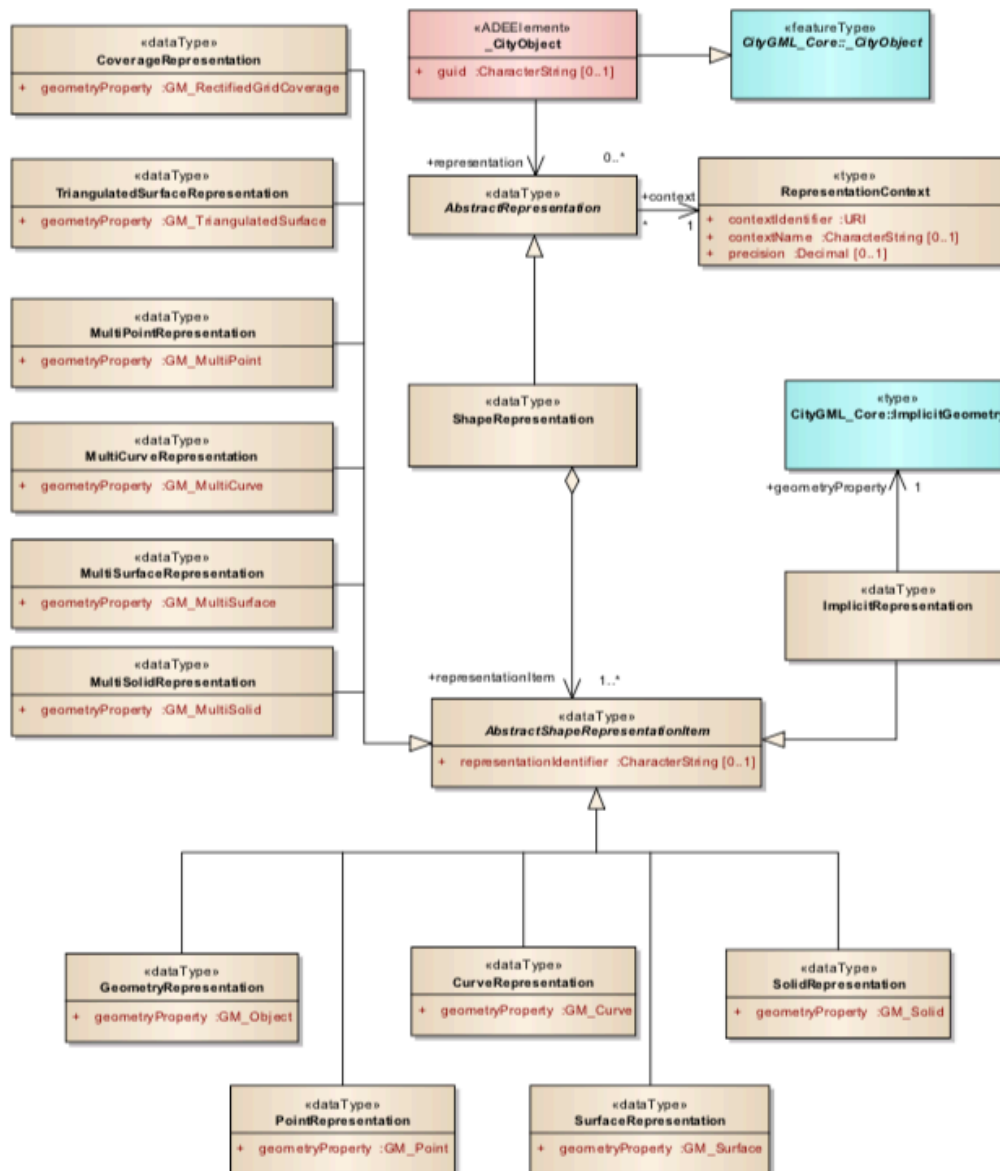 «dataType»
CoverageRepresentation
+ geometryProperty :GM_RectifiedGridCoverage
«ADEElement»
_CityObject
+ guid :CharacterString [0..1]
«featureType»
CityGML_Core::_CityObject
+representation
0..*
«dataType»
TriangulatedSurfaceRepresentation
+ geometryProperty :GM_TriangulatedSurface
«dataType»
AbstractRepresentation
+context
*
1
«type»
RepresentationContext
+ contextIdentifier :URI
+ contextName :CharacterString [0..1]
+ precision :Decimal [0..1]
«dataType»
MultiPointRepresentation
+ geometryProperty :GM_MultiPoint
«dataType»
ShapeRepresentation
«type»
CityGML_Core::ImplicitGeometry
+geometryProperty
1
«dataType»
MultiCurveRepresentation
+ geometryProperty :GM_MultiCurve
«dataType»
MultiSurfaceRepresentation
+ geometryProperty :GM_MultiSurface
«dataType»
ImplicitRepresentation
«dataType»
MultiSolidRepresentation
+ geometryProperty :GM_MultiSolid
+representationItem
1..*
«dataType»
AbstractShapeRepresentationItem
+ representationIdentifier :CharacterString [0..1]
«dataType»
GeometryRepresentation
+ geometryProperty :GM_Object
«dataType»
CurveRepresentation
+ geometryProperty :GM_Curve
«dataType»
SolidRepresentation
+ geometryProperty :GM_Solid
«dataType»
PointRepresentation
+ geometryProperty :GM_Point
«dataType»
SurfaceRepresentation
+ geometryProperty :GM_Surface